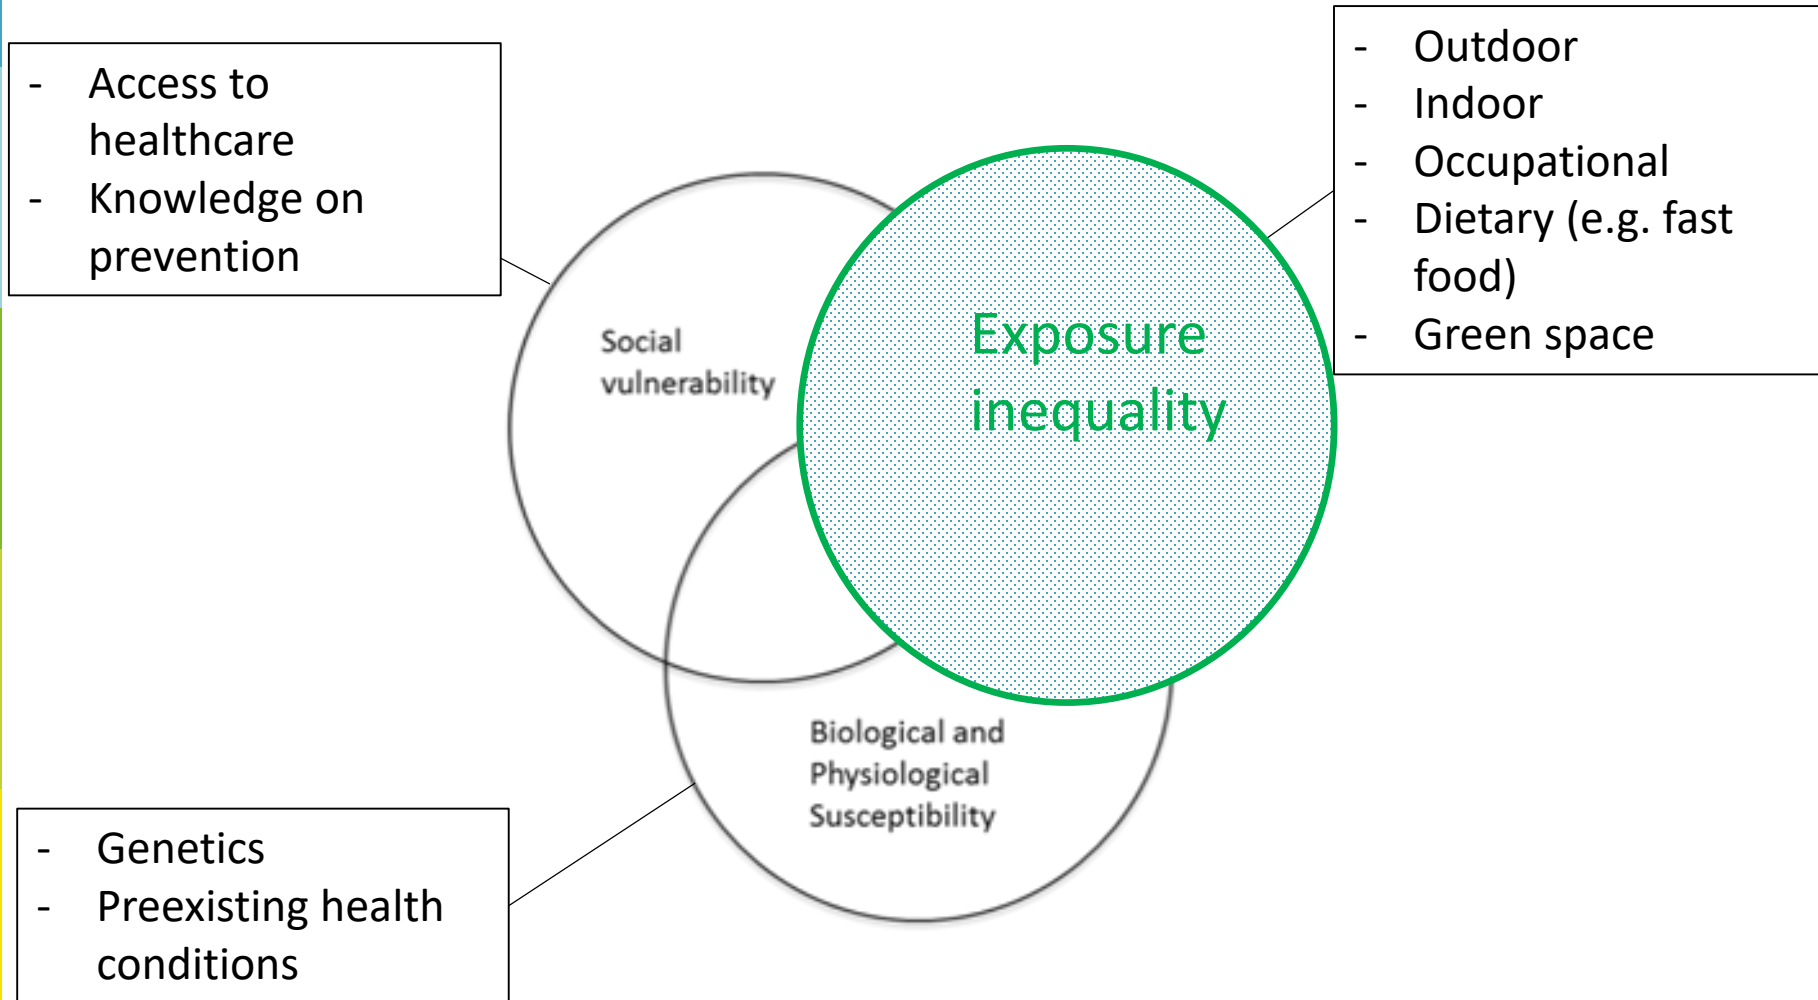 - Access to
healthcare
- Knowledge on
prevention
- Outdoor
- Indoor
- Occupational
- Dietary (e.g. fast
food)
- Green space
Social
vulnerability
Exposure
inequality
Biological and
Physiological
Susceptibility
- Genetics
- Preexisting health
conditions